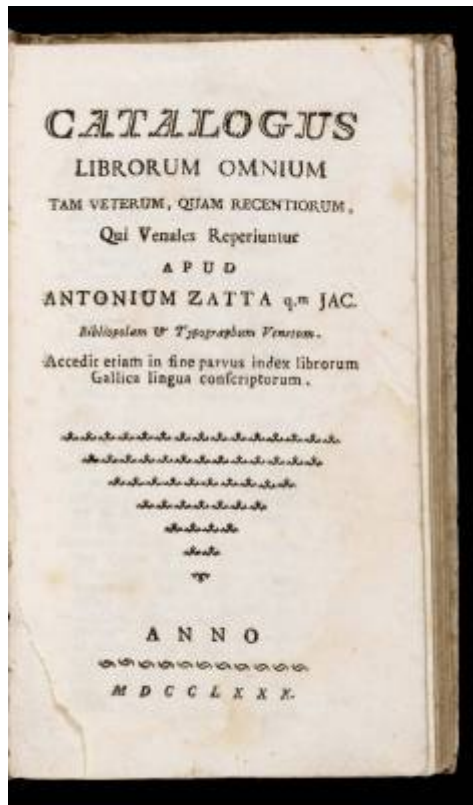 CATALOGUS
LIBRORUM OMNIUM
TAM VETERUM, QUAM RECENTIORUM,
Qui Venales Reperiuntur
APUD
ANTONIUM ZATTA q.m JAC.
Bibliopolam & Typographum Venetum.
Accedit etiam in fine parvus index librorum
Gallica lingua conſcriptorum.
ANNO
MDCCLXXX.